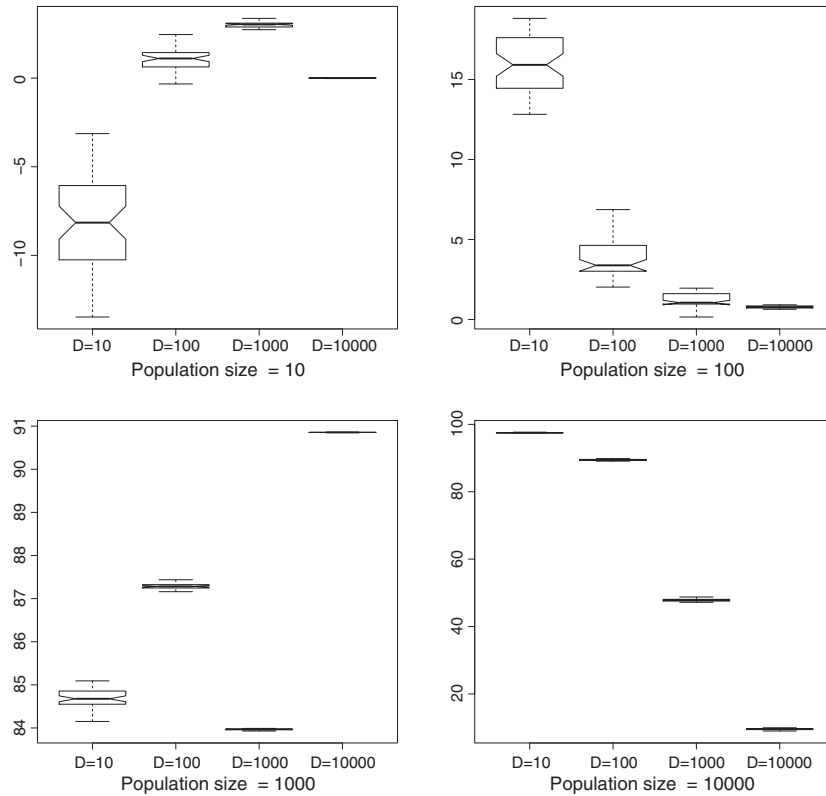 0
−5
−10
D=10 D=100 D=1000 D=10000
Population size = 10
15
10
5
0
D=10 D=100 D=1000 D=10000
Population size = 100
91
90
88
87
86
85
84
D=10 D=100 D=1000 D=10000
Population size = 1000
100
80
60
40
20
D=10 D=100 D=1000 D=10000
Population size = 10000